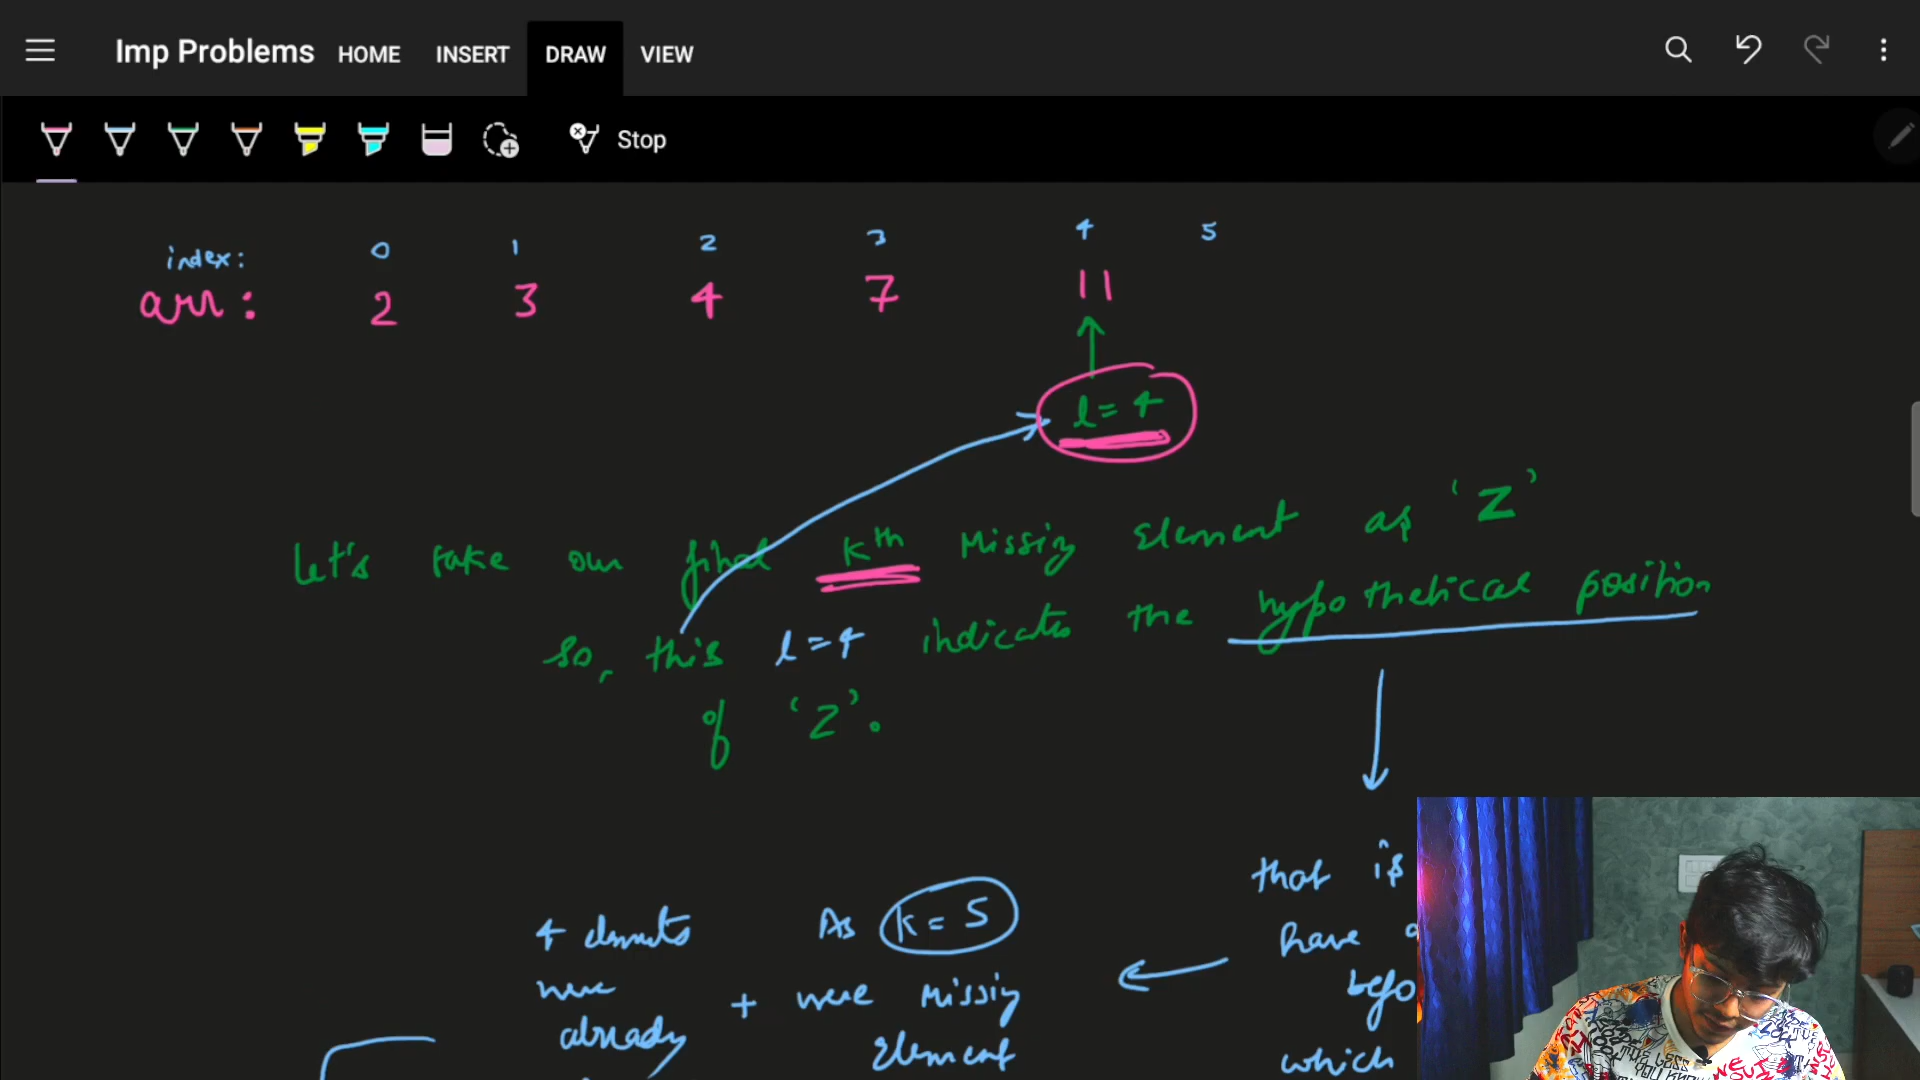 Imp Problems HOME INSERT DRAW VIEW
Stop
index: 0 1 2 3 4 5
arr: 2 3 4 7 11
l = 4
Let's take our final Kth Missing Element as 'Z'
So, this l = 4 indicates the hypothetical position
of 'Z'.
that is
4 elements As K = 5
have
were + were Missing
befo
already Element
which